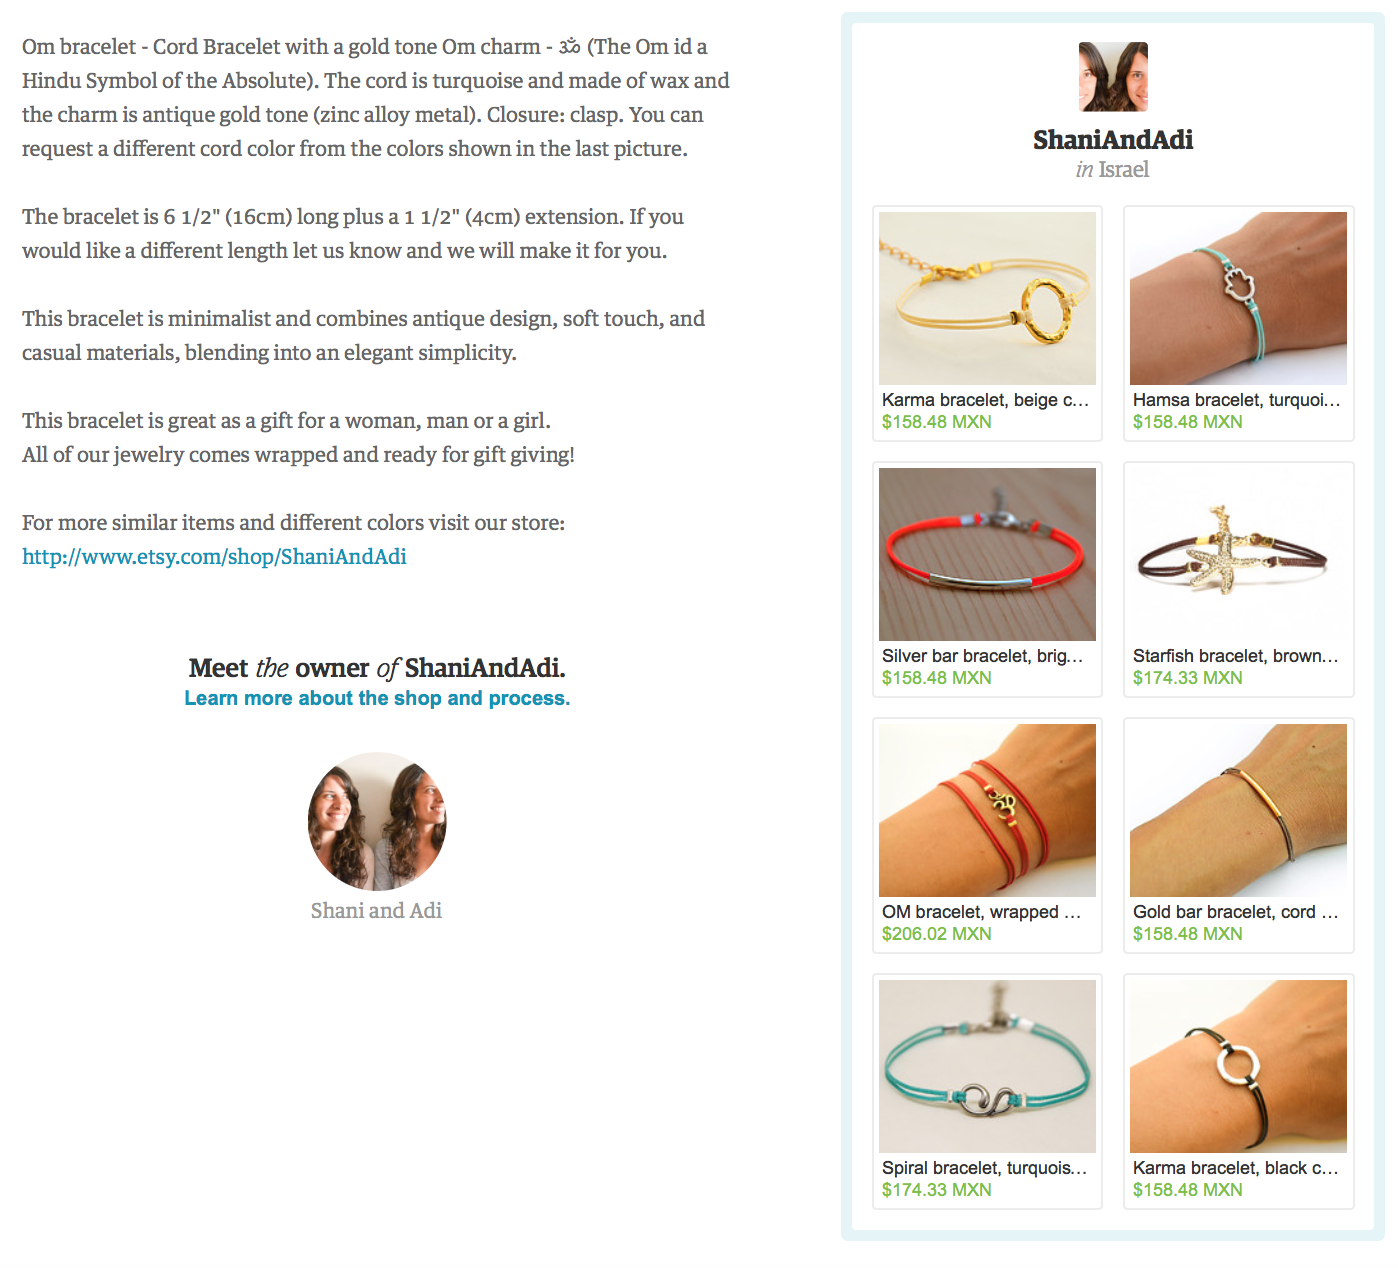 Om bracelet - Cord Bracelet with a gold tone Om charm - ॐ (The Om id a
Hindu Symbol of the Absolute). The cord is turquoise and made of wax and
the charm is antique gold tone (zinc alloy metal). Closure: clasp. You can
request a different cord color from the colors shown in the last picture.
The bracelet is 6 1/2" (16cm) long plus a 1 1/2" (4cm) extension. If you
would like a different length let us know and we will make it for you.
This bracelet is minimalist and combines antique design, soft touch, and
casual materials, blending into an elegant simplicity.
This bracelet is great as a gift for a woman, man or a girl.
All of our jewelry comes wrapped and ready for gift giving!
For more similar items and different colors visit our store:
http://www.etsy.com/shop/ShaniAndAdi
Meet the owner of ShaniAndAdi.
Learn more about the shop and process.
Shani and Adi
ShaniAndAdi
in Israel
Karma bracelet, beige c...
$158.48 MXN
Hamsa bracelet, turquoi...
$158.48 MXN
Silver bar bracelet, brig...
$158.48 MXN
Starfish bracelet, brown...
$174.33 MXN
OM bracelet, wrapped ...
$206.02 MXN
Gold bar bracelet, cord ...
$158.48 MXN
Spiral bracelet, turquois...
$174.33 MXN
Karma bracelet, black c...
$158.48 MXN